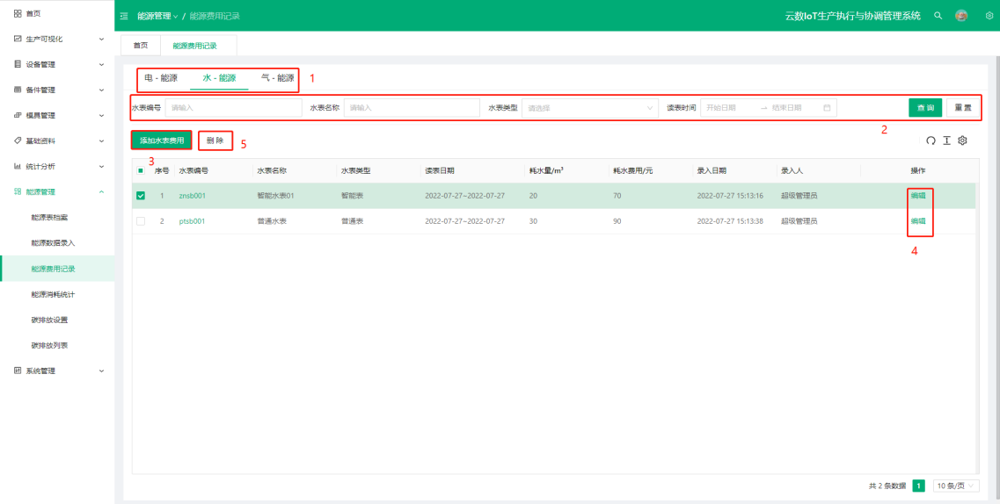 首页
生产可视化
设备管理
备件管理
模具管理
基础资料
统计分析
能源管理
能源表档案
能源数据录入
能源费用记录
能源消耗统计
碳排放设置
碳排放列表
系统管理
能源管理 / 能源费用记录
云数IoT生产执行与协调管理系统
首页 能源费用记录
电 - 能源 水 - 能源 气 - 能源 1
水表编号 请输入 水表名称 请输入 水表类型 请选择 读表时间 开始日期 → 结束日期 查 询 重 置
2
添加水表费用 删 除 5
3
序号 水表编号 水表名称 水表类型 读表日期 耗水量/m³ 耗水费用/元 录入日期 录入人 操作
1 znsb001 智能水表01 智能表 2022-07-27~2022-07-27 20 70 2022-07-27 15:13:16 超级管理员 编辑
2 ptsb001 普通水表 普通表 2022-07-27~2022-07-27 30 90 2022-07-27 15:13:38 超级管理员 编辑
4
共 2 条数据 1 10 条/页